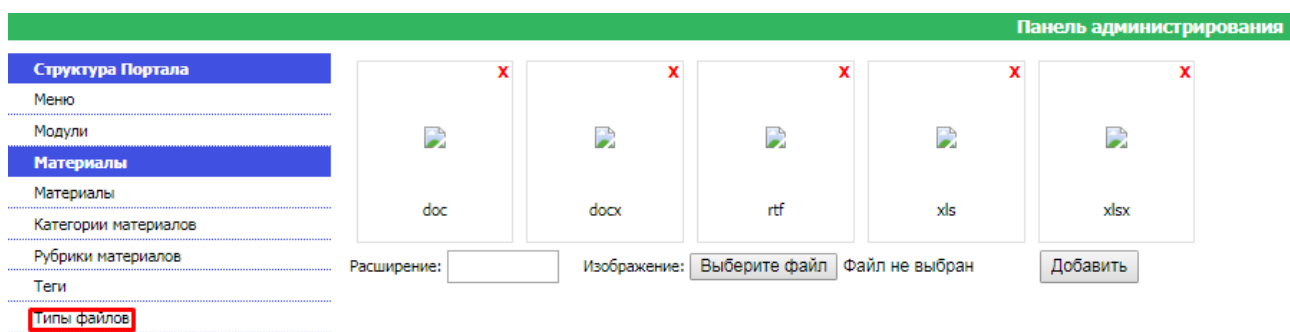 Панель администрирования
Структура Портала
Меню
Модули
Материалы
Материалы
Категории материалов
Рубрики материалов
Теги
Типы файлов
X X X X X
doc docx rtf xls xlsx
Расширение: Изображение: Выберите файл Файл не выбран Добавить